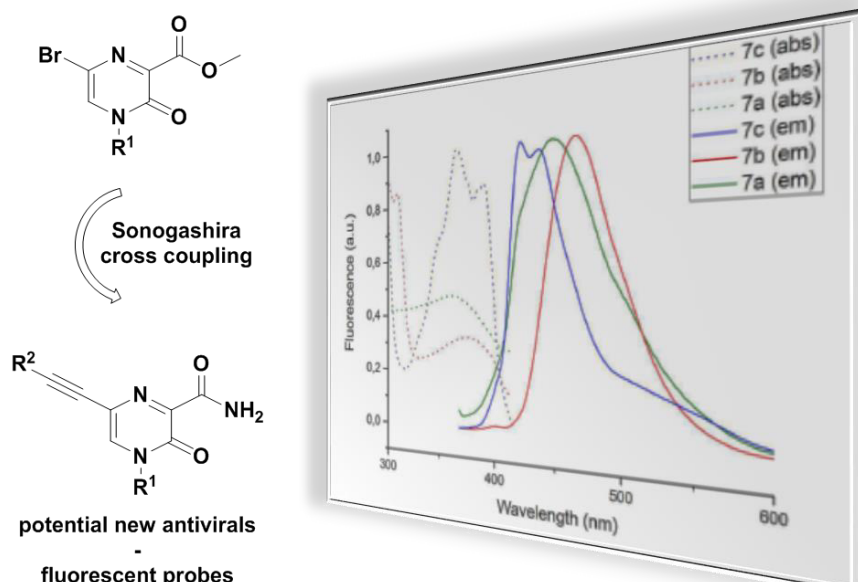 Br
N
O
O
N
O
R¹
Sonogashira
cross coupling
R²
N
O
NH₂
N
O
R¹
potential new antivirals
-
fluorescent probes
7c (abs)
7b (abs)
7a (abs)
7c (em)
7b (em)
7a (em)
Fluorescence (a.u.)
1,0
0,8
0,6
0,4
0,2
0,0
300
400
500
600
Wavelength (nm)